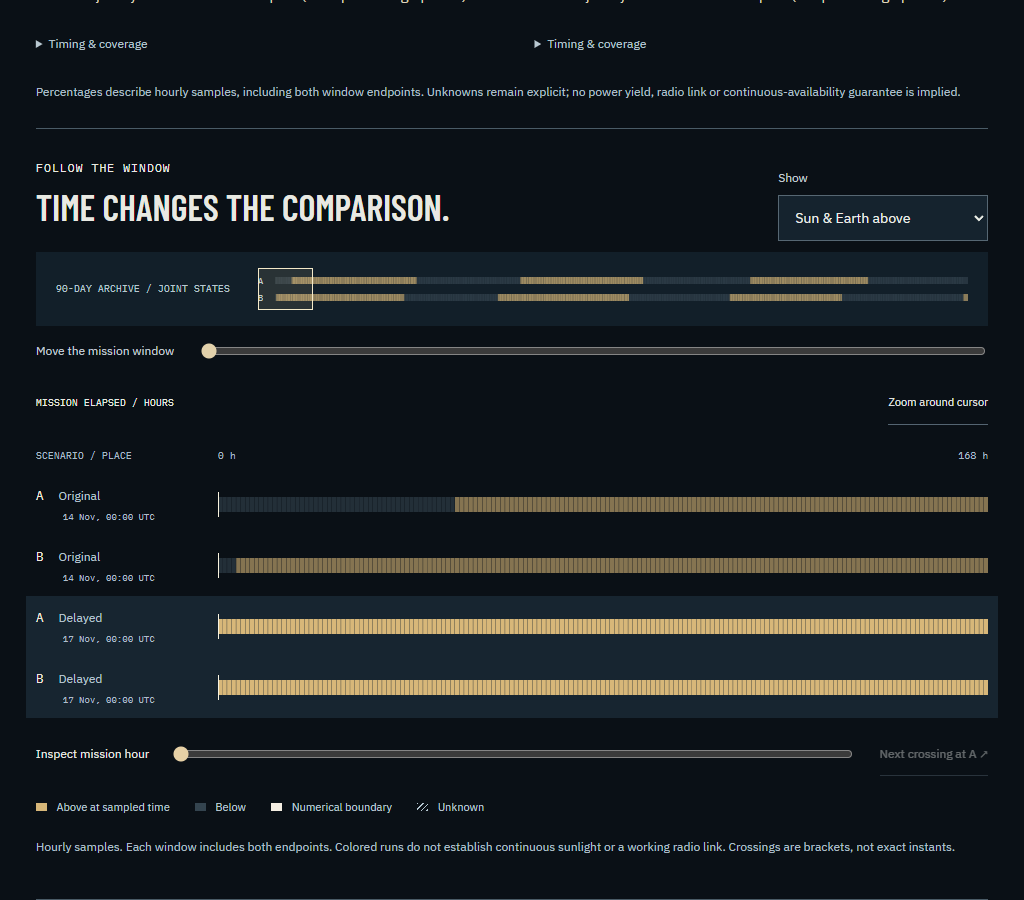 Timing & coverage
Timing & coverage
Percentages describe hourly samples, including both window endpoints. Unknowns remain explicit; no power yield, radio link or continuous-availability guarantee is implied.
FOLLOW THE WINDOW
TIME CHANGES THE COMPARISON.
Show
Sun & Earth above
90-DAY ARCHIVE / JOINT STATES
A
B
Move the mission window
MISSION ELAPSED / HOURS
Zoom around cursor
SCENARIO / PLACE 0 h 168 h
A Original
14 Nov, 00:00 UTC
B Original
14 Nov, 00:00 UTC
A Delayed
17 Nov, 00:00 UTC
B Delayed
17 Nov, 00:00 UTC
Inspect mission hour
Next crossing at A ↗
Above at sampled time Below Numerical boundary Unknown
Hourly samples. Each window includes both endpoints. Colored runs do not establish continuous sunlight or a working radio link. Crossings are brackets, not exact instants.